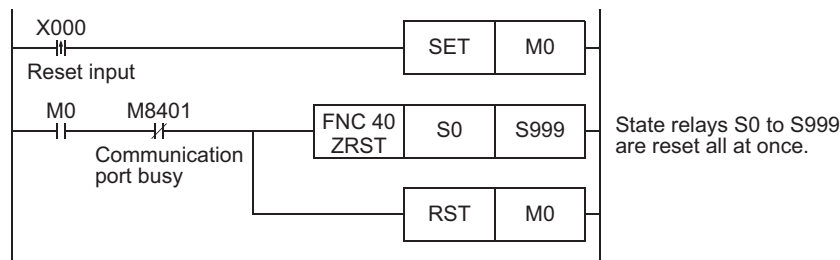 X000
SET M0
Reset input
M0 M8401
FNC 40
ZRST
S0 S999
State relays S0 to S999
are reset all at once.
Communication
port busy
RST M0